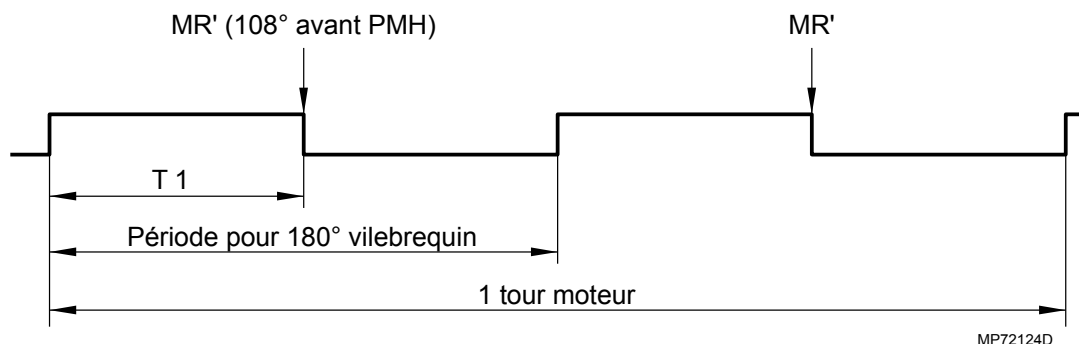 MR' (108° avant PMH)
MR'
T 1
Période pour 180° vilebrequin
1 tour moteur
MP72124D